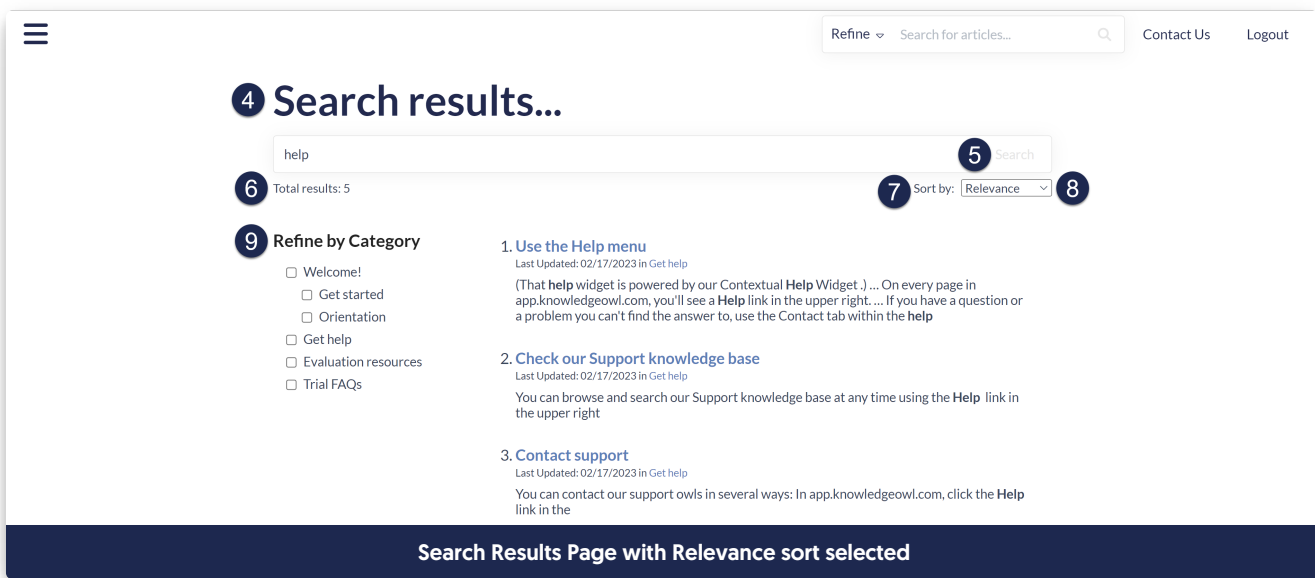 Refine Search for articles... Contact Us Logout
4 Search results...
help 5 Search
6 Total results: 5 7 Sort by: Relevance 8
9 Refine by Category
Welcome!
Get started
Orientation
Get help
Evaluation resources
Trial FAQs
1. Use the Help menu
Last Updated: 02/17/2023 in Get help
(That help widget is powered by our Contextual Help Widget .) ... On every page in
app.knowledgeowl.com, you'll see a Help link in the upper right. ... If you have a question or
a problem you can't find the answer to, use the Contact tab within the help
2. Check our Support knowledge base
Last Updated: 02/17/2023 in Get help
You can browse and search our Support knowledge base at any time using the Help link in
the upper right
3. Contact support
Last Updated: 02/17/2023 in Get help
You can contact our support owls in several ways: In app.knowledgeowl.com, click the Help
link in the
Search Results Page with Relevance sort selected